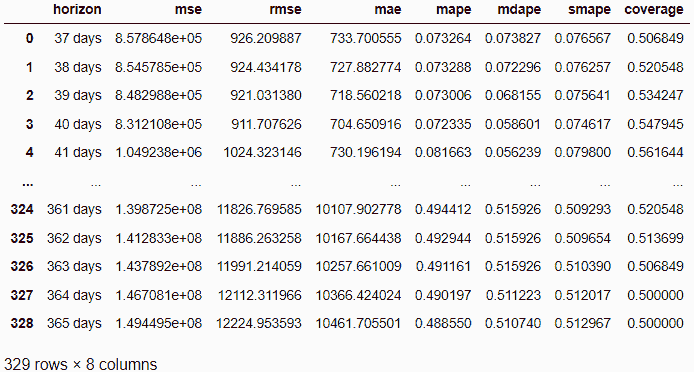 horizon mse rmse mae mape mdape smape coverage
0 37 days 8.578648e+05 926.209887 733.700555 0.073264 0.073827 0.076567 0.506849
1 38 days 8.545785e+05 924.434178 727.882774 0.073288 0.072296 0.076257 0.520548
2 39 days 8.482988e+05 921.031380 718.560218 0.073006 0.068155 0.075641 0.534247
3 40 days 8.312108e+05 911.707626 704.650916 0.072335 0.058601 0.074617 0.547945
4 41 days 1.049238e+06 1024.323146 730.196194 0.081663 0.056239 0.079800 0.561644
... ... ... ... ... ... ... ... ...
324 361 days 1.398725e+08 11826.769585 10107.902778 0.494412 0.515926 0.509293 0.520548
325 362 days 1.412833e+08 11886.263258 10167.664438 0.492944 0.515926 0.509654 0.513699
326 363 days 1.437892e+08 11991.214059 10257.661009 0.491161 0.515926 0.510390 0.506849
327 364 days 1.467081e+08 12112.311966 10366.424024 0.490197 0.511223 0.512017 0.500000
328 365 days 1.494495e+08 12224.953593 10461.705501 0.488550 0.510740 0.512967 0.500000
329 rows × 8 columns